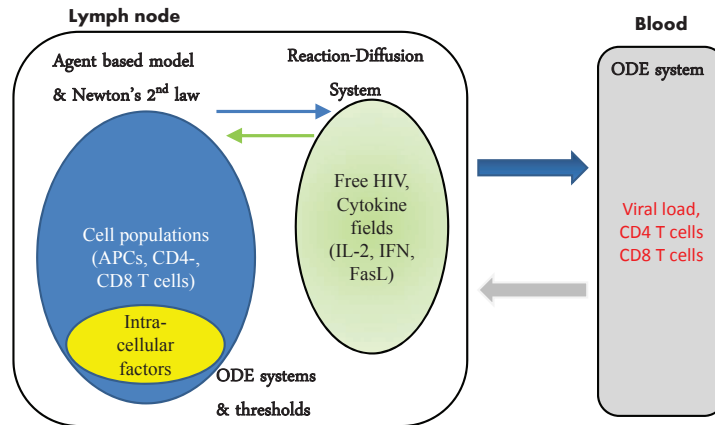 Lymph node
Agent based model
& Newton's 2nd law
Reaction-Diffusion
System
Cell populations
(APCs, CD4-,
CD8 T cells)
Intra-
cellular
factors
Free HIV,
Cytokine
fields
(IL-2, IFN,
FasL)
ODE systems
& thresholds
Blood
ODE system
Viral load,
CD4 T cells
CD8 T cells